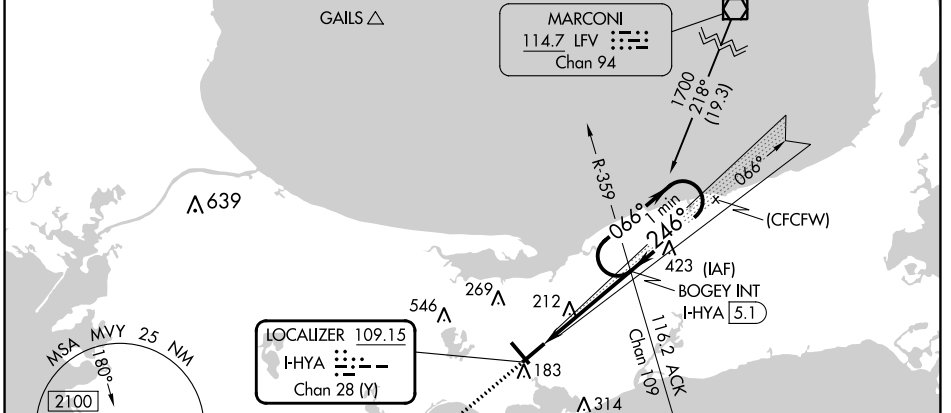 GAILS
MARCONI
114.7 LFV
Chan 94
1700
218°
(19.3)
R-359
066°
066°
1 min
246°
(CFCFW)
639
423
(IAF)
BOGEY INT
I-HYA 5.1
269
546
212
LOCALIZER 109.15
I-HYA
Chan 28 (Y)
183
116.2 ACK
Chan 109
314
MSA MVY 25 NM
180°
2100